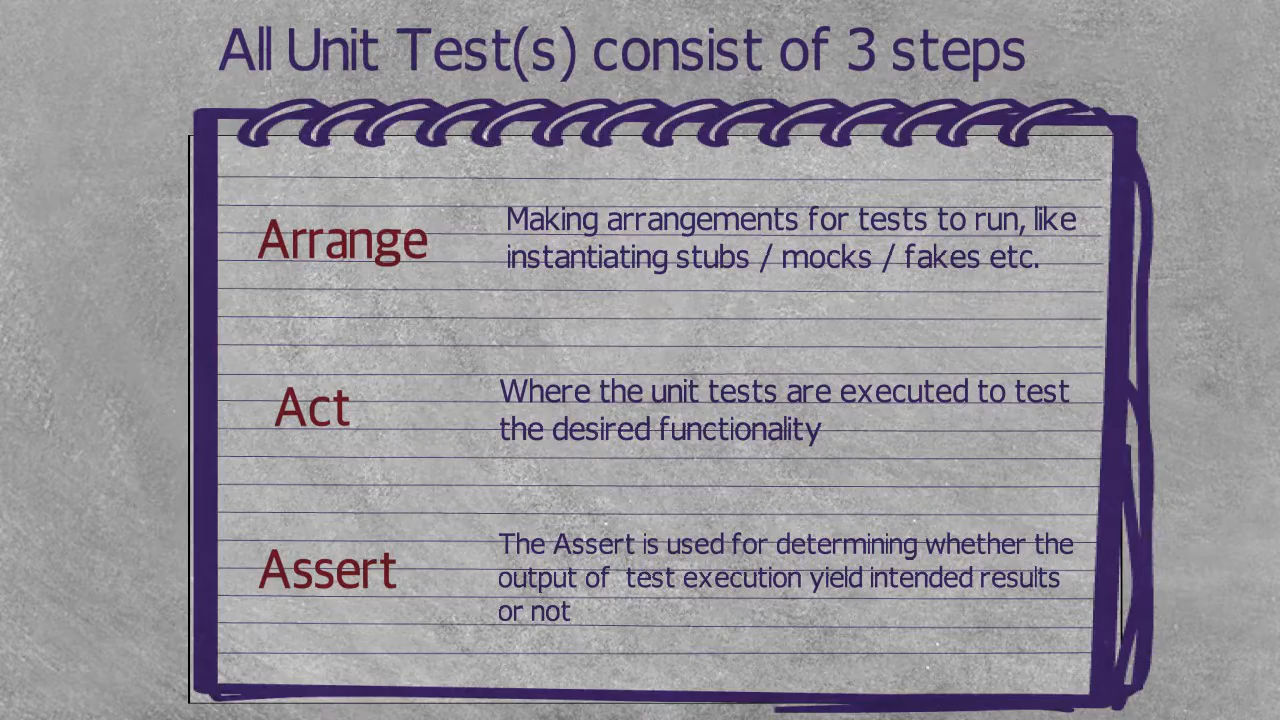 All Unit Test(s) consist of 3 steps
Arrange
Making arrangements for tests to run, like
instantiating stubs / mocks / fakes etc.
Act
Where the unit tests are executed to test
the desired functionality
Assert
The Assert is used for determining whether the
output of test execution yield intended results
or not